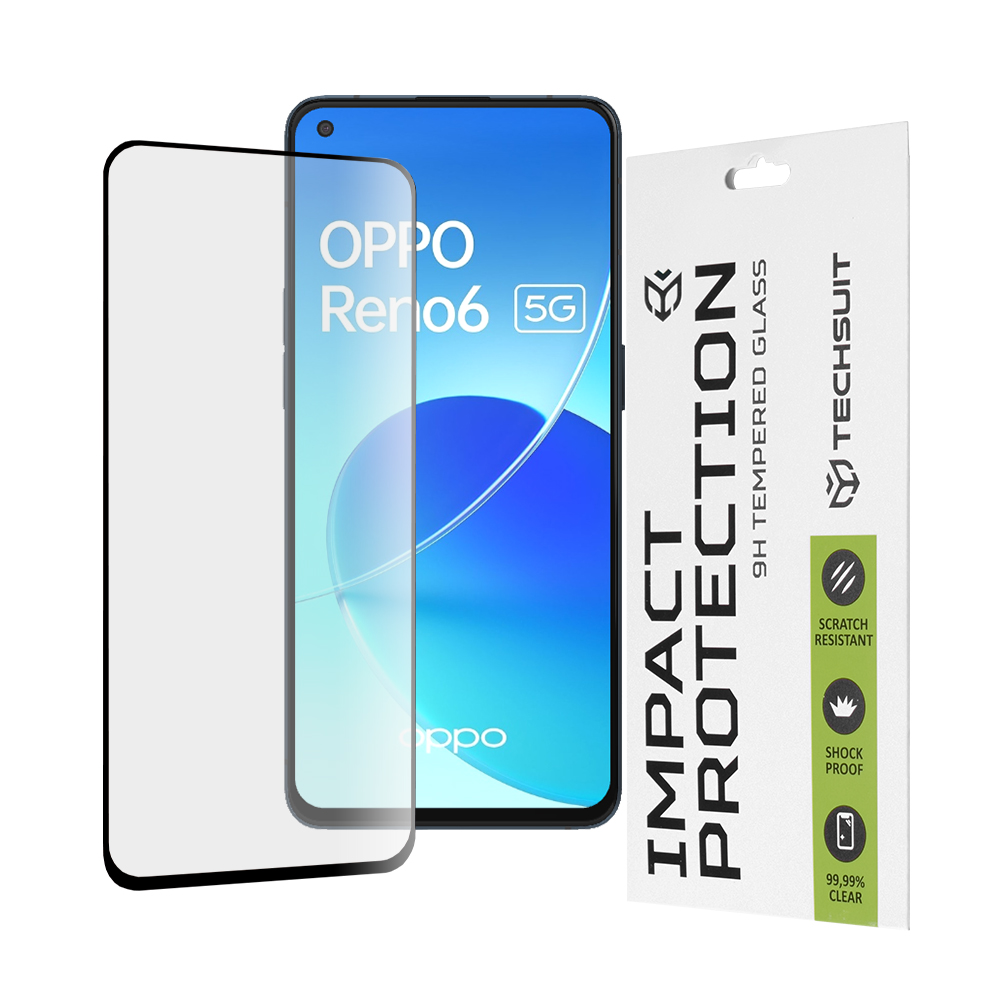 OPPO
Reno6 5G
oppo
IMPACT
PROTECTION
9H TEMPERED GLASS
TECHSUIT
SCRATCH
RESISTANT
SHOCK
PROOF
99,99%
CLEAR